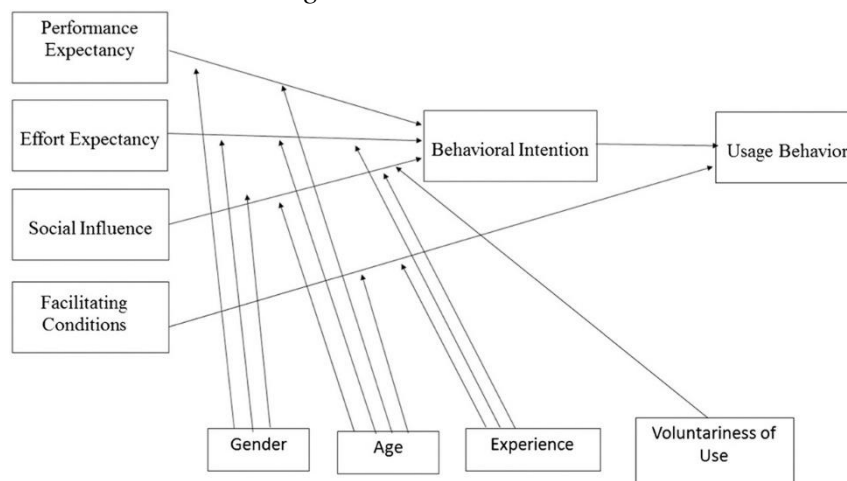 Performance
Expectancy
Effort Expectancy
Behavioral Intention
Usage Behavior
Social Influence
Facilitating
Conditions
Gender
Age
Experience
Voluntariness of
Use